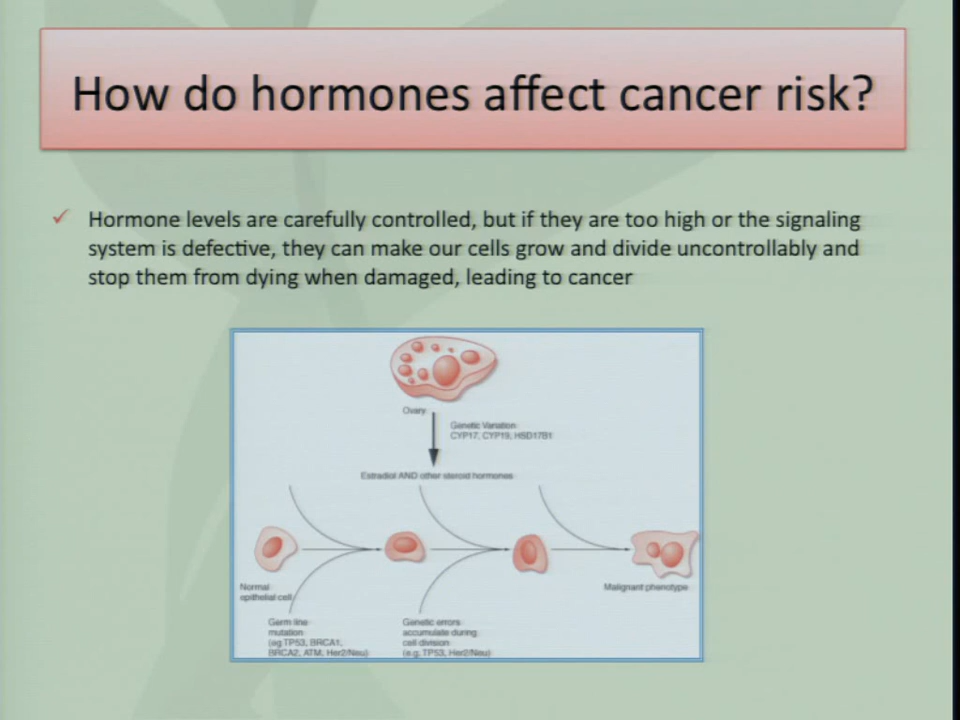 How do hormones affect cancer risk?
Hormone levels are carefully controlled, but if they are too high or the signaling
system is defective, they can make our cells grow and divide uncontrollably and
stop them from dying when damaged, leading to cancer
Ovary
Genetic Variation
CYP17, CYP19, HSD17B1
Estradiol AND other steroid hormones
Normal
epithelial cell
Malignant phenotype
Germ line
mutation
(eg TP53, BRCA1,
BRCA2, ATM, Her2/Neu)
Genetic errors
accumulate during
cell division
(e.g. TP53, Her2/Neu)